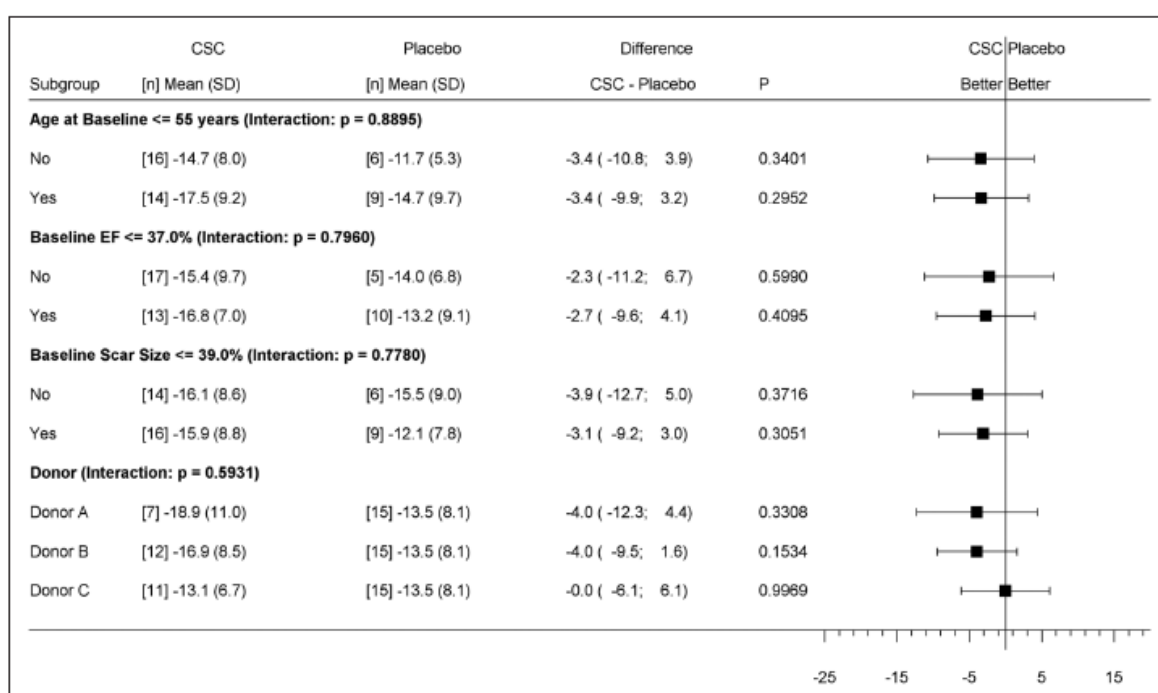 CSC Placebo Difference CSC Placebo
Subgroup [n] Mean (SD) [n] Mean (SD) CSC - Placebo P Better Better
Age at Baseline <= 55 years (Interaction: p = 0.8895)
No [16] -14.7 (8.0) [6] -11.7 (5.3) -3.4 ( -10.8; 3.9) 0.3401
Yes [14] -17.5 (9.2) [9] -14.7 (9.7) -3.4 ( -9.9; 3.2) 0.2952
Baseline EF <= 37.0% (Interaction: p = 0.7960)
No [17] -15.4 (9.7) [5] -14.0 (6.8) -2.3 ( -11.2; 6.7) 0.5990
Yes [13] -16.8 (7.0) [10] -13.2 (9.1) -2.7 ( -9.6; 4.1) 0.4095
Baseline Scar Size <= 39.0% (Interaction: p = 0.7780)
No [14] -16.1 (8.6) [6] -15.5 (9.0) -3.9 ( -12.7; 5.0) 0.3716
Yes [16] -15.9 (8.8) [9] -12.1 (7.8) -3.1 ( -9.2; 3.0) 0.3051
Donor (Interaction: p = 0.5931)
Donor A [7] -18.9 (11.0) [15] -13.5 (8.1) -4.0 ( -12.3; 4.4) 0.3308
Donor B [12] -16.9 (8.5) [15] -13.5 (8.1) -4.0 ( -9.5; 1.6) 0.1534
Donor C [11] -13.1 (6.7) [15] -13.5 (8.1) -0.0 ( -6.1; 6.1) 0.9969
-25 -15 -5 5 15